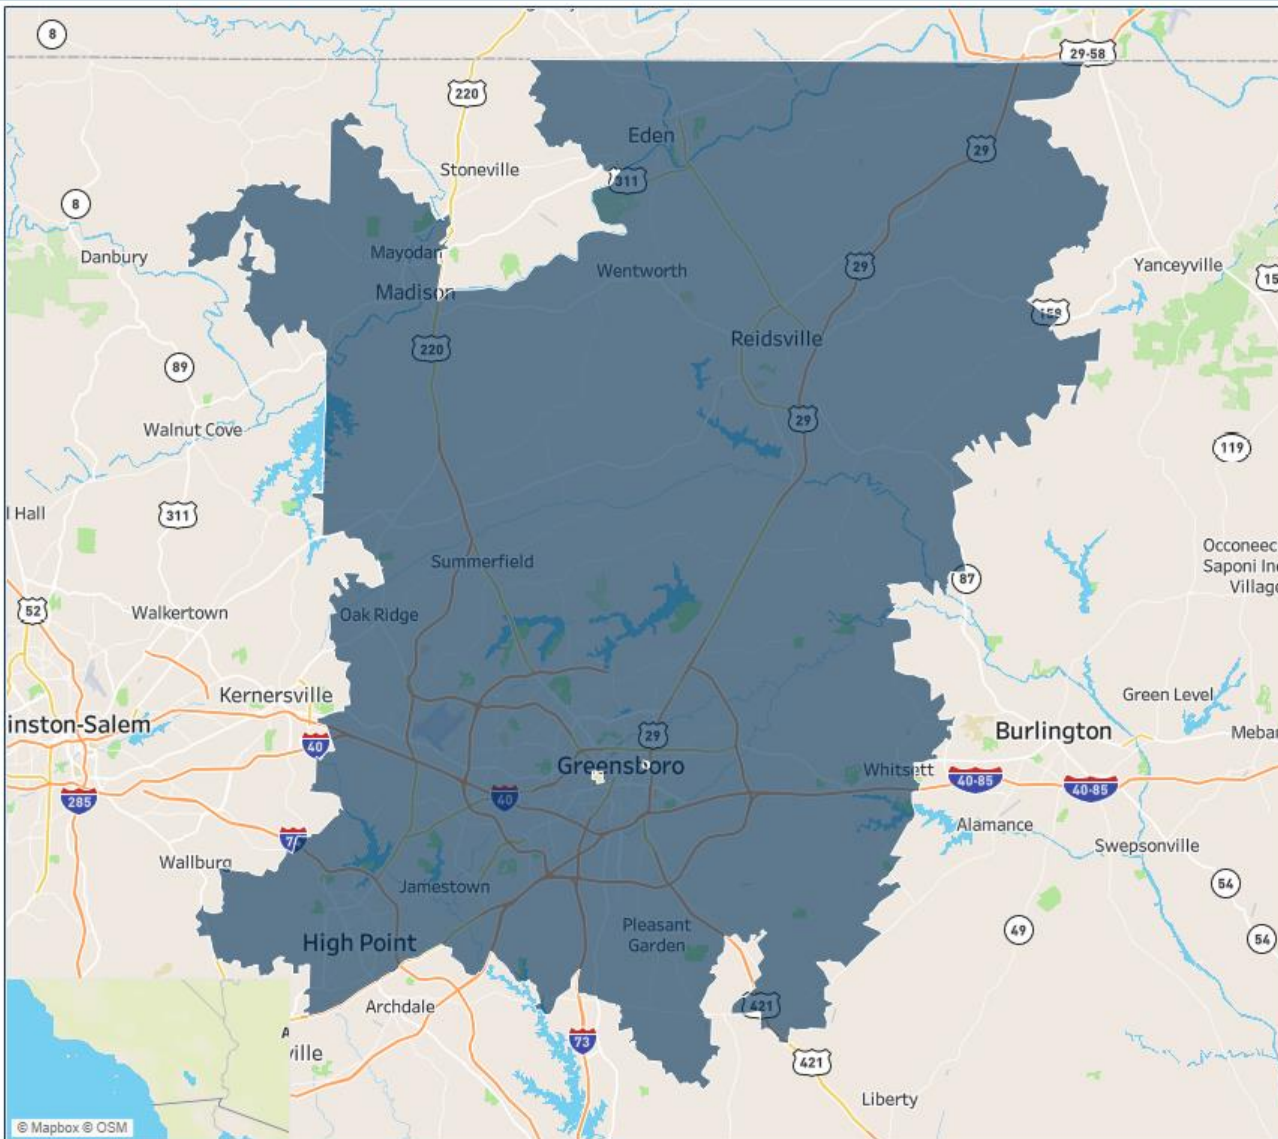 8
29-58
220
Eden
29
Stoneville
311
8
Mayodan
Danbury
Wentworth
29
Yanceyville
15
Madison
158
Reidsville
220
89
29
Walnut Cove
119
l Hall
311
Occoneec
Saponi In
Village
Summerfield
87
52
Walkertown
Oak Ridge
Kernersville
Green Level
inston-Salem
29
Burlington
Meba
40
Greensboro
Whitsett
40-85
40-85
285
40
Alamance
7
Swepsonville
Wallburg
Jamestown
54
High Point
Pleasant
Garden
49
54
Archdale
421
A
ville
73
421
Liberty
© Mapbox © OSM